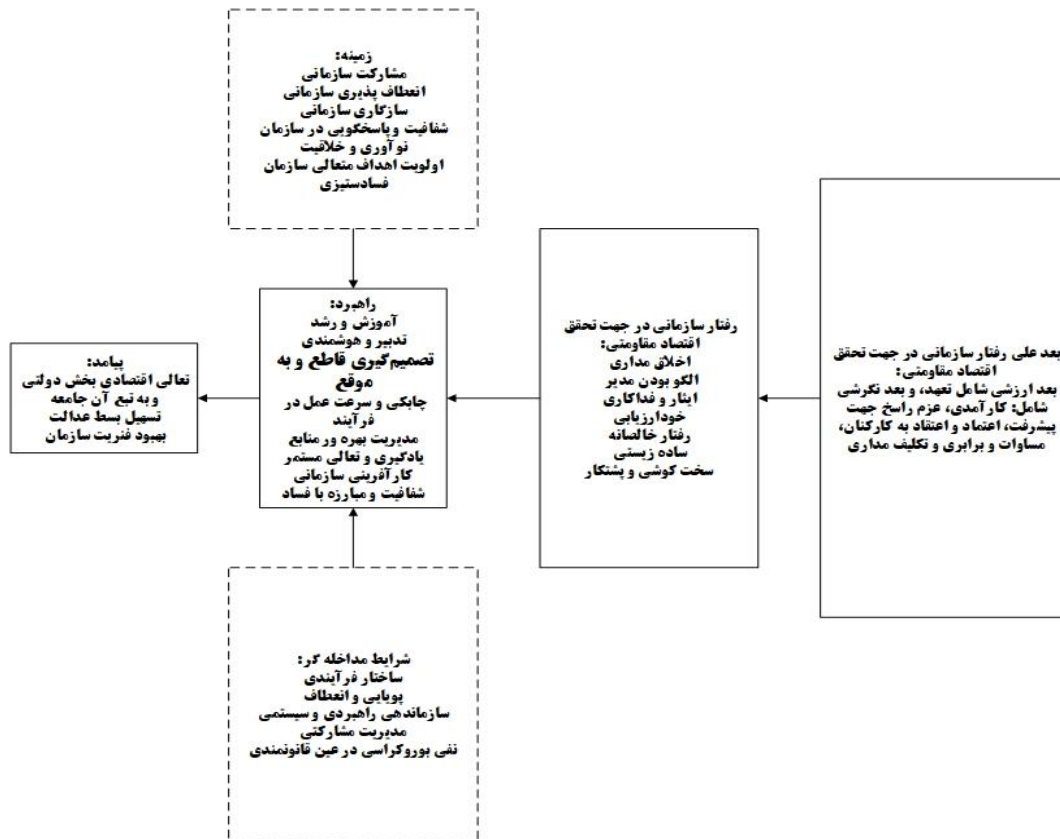 زمینه:
مشارکت سازمانی
انعطاف پذیری سازمانی
سازگاری سازمانی
شفافیت و پاسخگویی در سازمان
نوآوری و خلاقیت
اولویت اهداف متعالی سازمان
فسادستیزی
بعد علی رفتار سازمانی در جهت تحقق
اقتصاد مقاومتی:
بعد ارزشی شامل تعهد، و بعد نگرشی
شامل: کارآمدی، عزم راسخ جهت
پیشرفت، اعتماد و اعتقاد به کارکنان،
مساوات و برابری و تکلیف مداری
رفتار سازمانی در جهت تحقق
اقتصاد مقاومتی:
اخلاق مداری
الگو بودن مدیر
ایثار و فداکاری
خودارزیابی
رفتار خالصانه
ساده زیستی
سخت کوشی و پشتکار
راهبرد:
آموزش و رشد
تدبیر و هوشمندی
تصمیم‌گیری قاطع و به
موقع
چابکی و سرعت عمل در
فرآیند
مدیریت بهره ور منابع
یادگیری و تعالی مستمر
کارآفرینی سازمانی
شفافیت و مبارزه با فساد
پیامد:
تعالی اقتصادی بخش دولتی
و به تبع آن جامعه
تسهیل بسط عدالت
بهبود فنریت سازمان
شرایط مداخله گر:
ساختار فرآیندی
پویایی و انعطاف
سازماندهی راهبردی و سیستمی
مدیریت مشارکتی
نفی بوروکراسی در عین قانونمندی